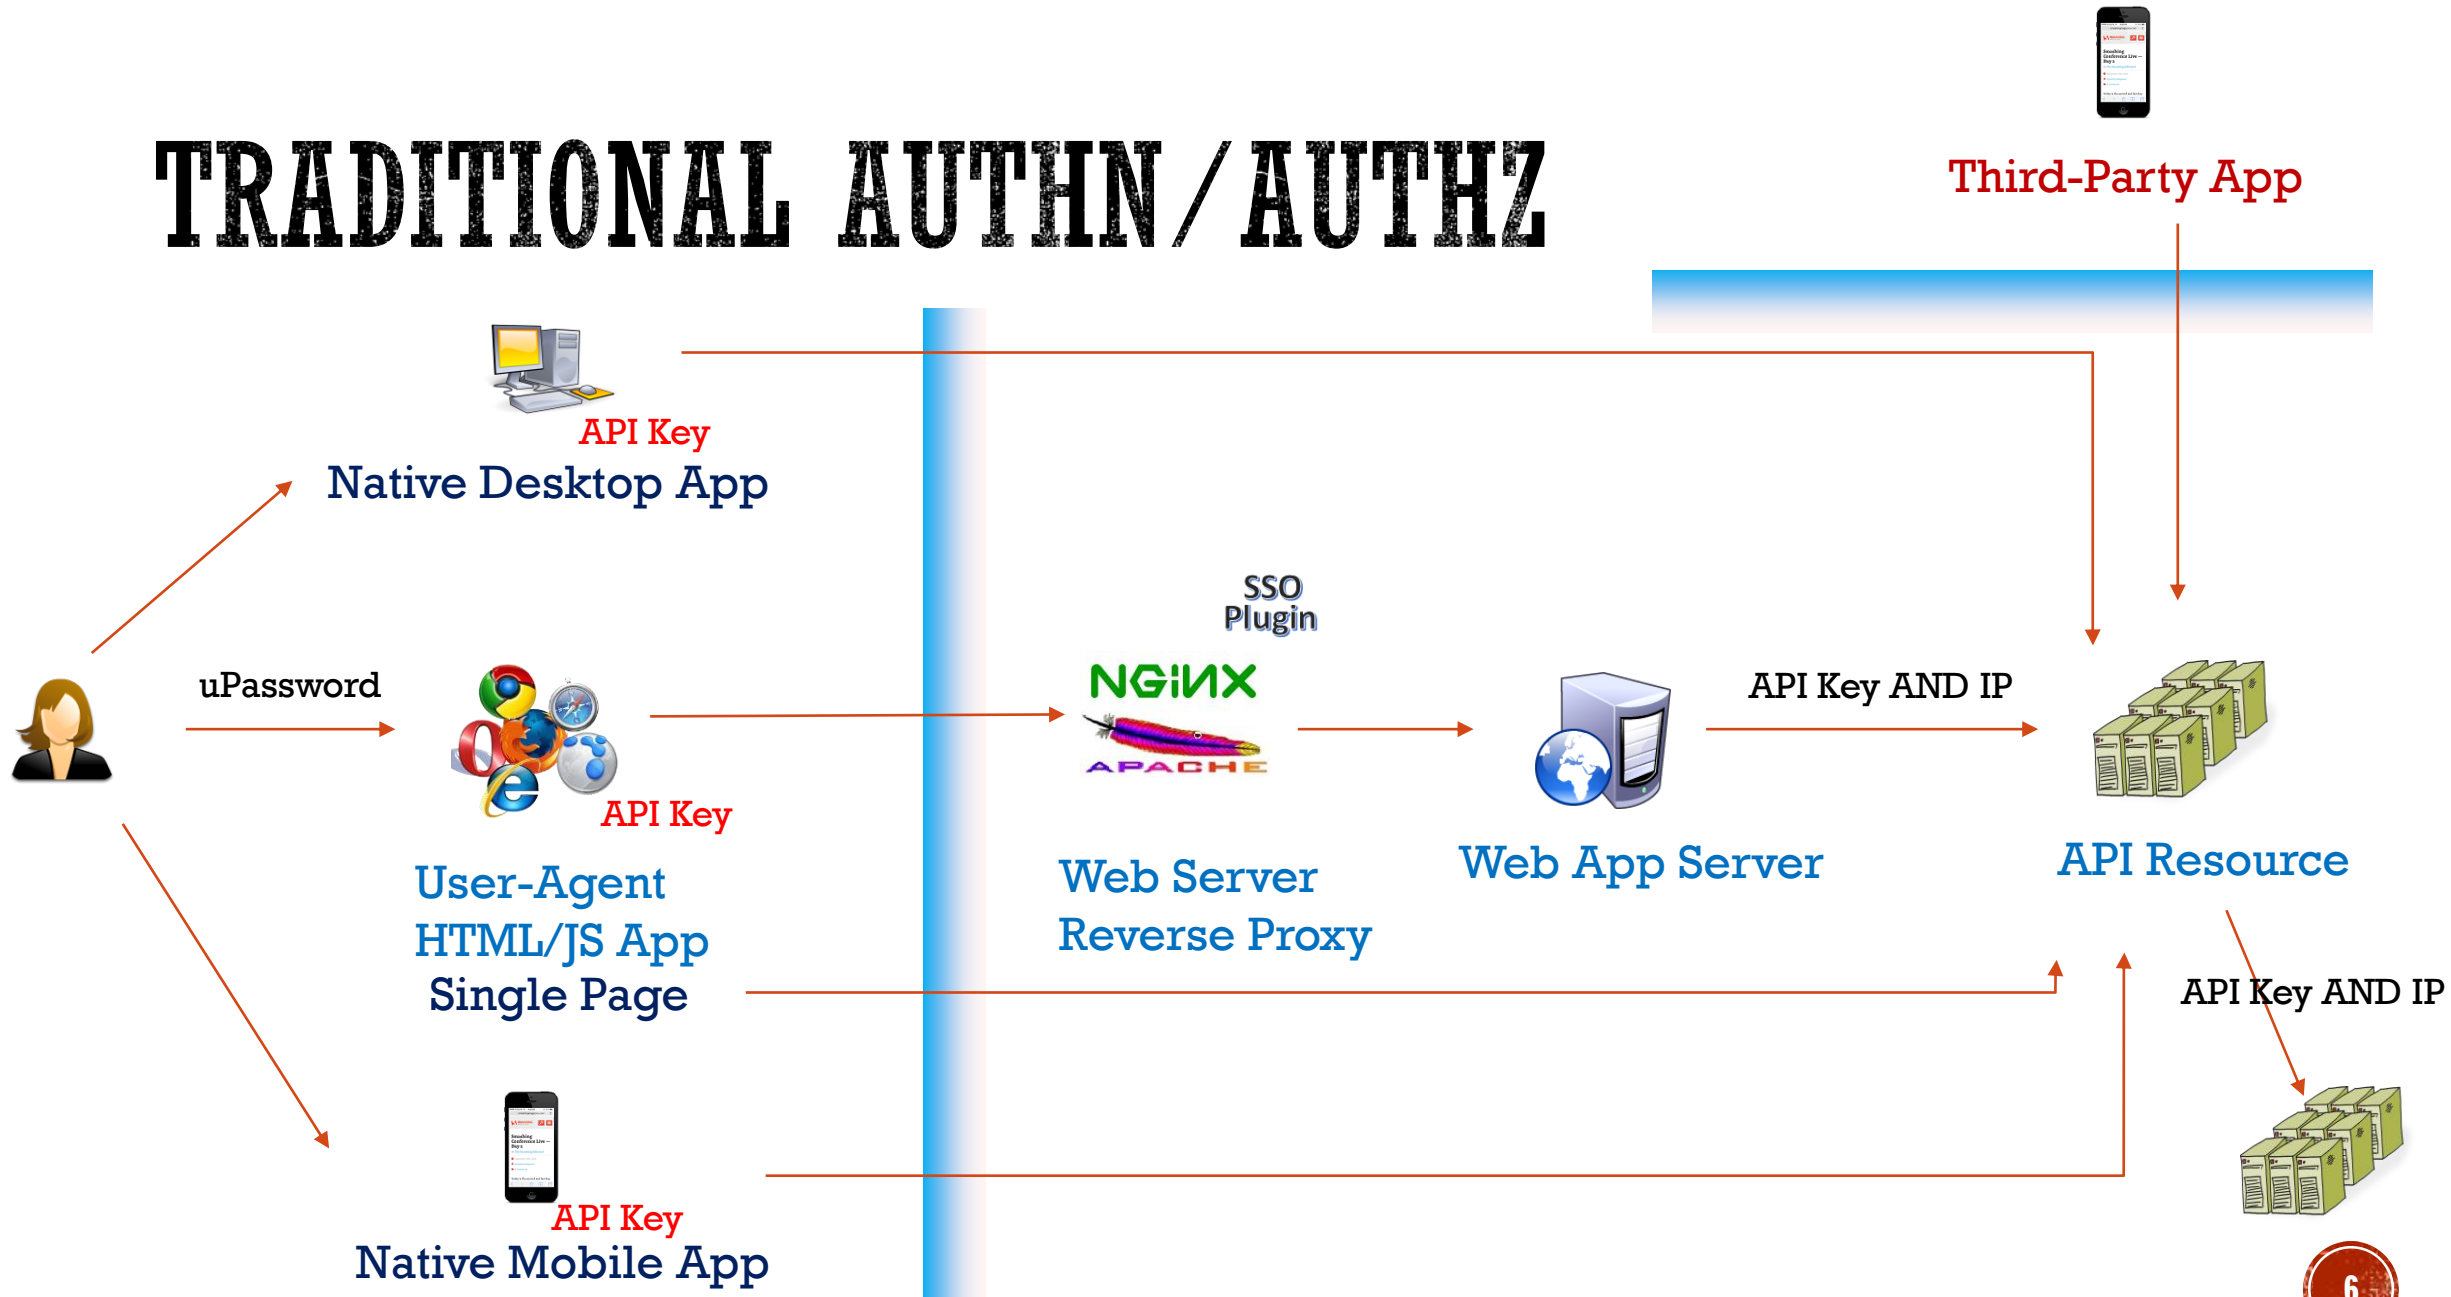 Third-Party App
TRADITIONAL AUTHN/AUTHZ
API Key
Native Desktop App
SSO
Plugin
uPassword
NGINX
APACHE
API Key AND IP
API Key
User-Agent
HTML/JS App
Single Page
Web Server
Reverse Proxy
Web App Server
API Resource
API Key AND IP
API Key
Native Mobile App
6